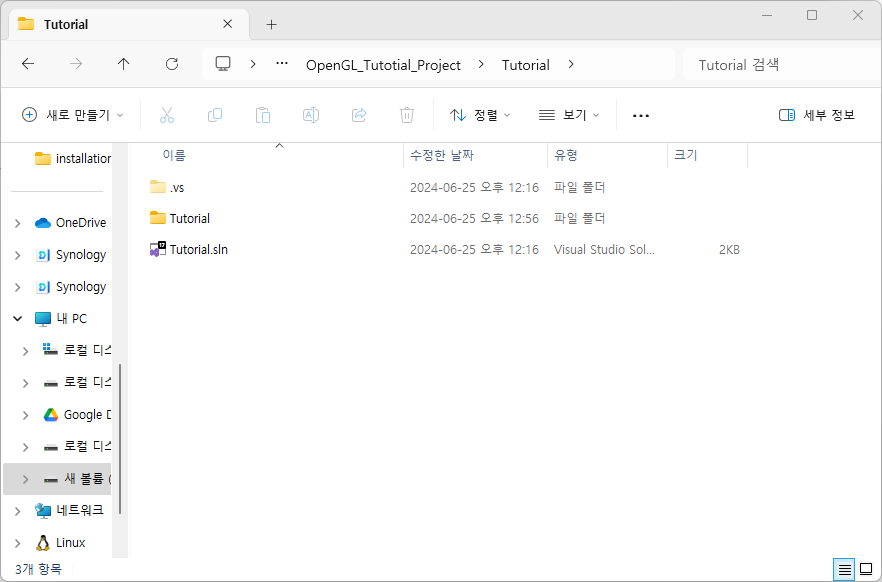 Tutorial
OpenGL_Tutotial_Project
Tutorial
Tutorial 검색
새로 만들기
정렬
보기
세부 정보
installation
OneDrive
Synology
Synology
내 PC
로컬 디스
로컬 디스
Google D
로컬 디스
새 볼륨 (
네트워크
Linux
이름 수정한 날짜 유형 크기
.vs 2024-06-25 오후 12:16 파일 폴더
Tutorial 2024-06-25 오후 12:56 파일 폴더
Tutorial.sln 2024-06-25 오후 12:16 Visual Studio Sol... 2KB
3개 항목